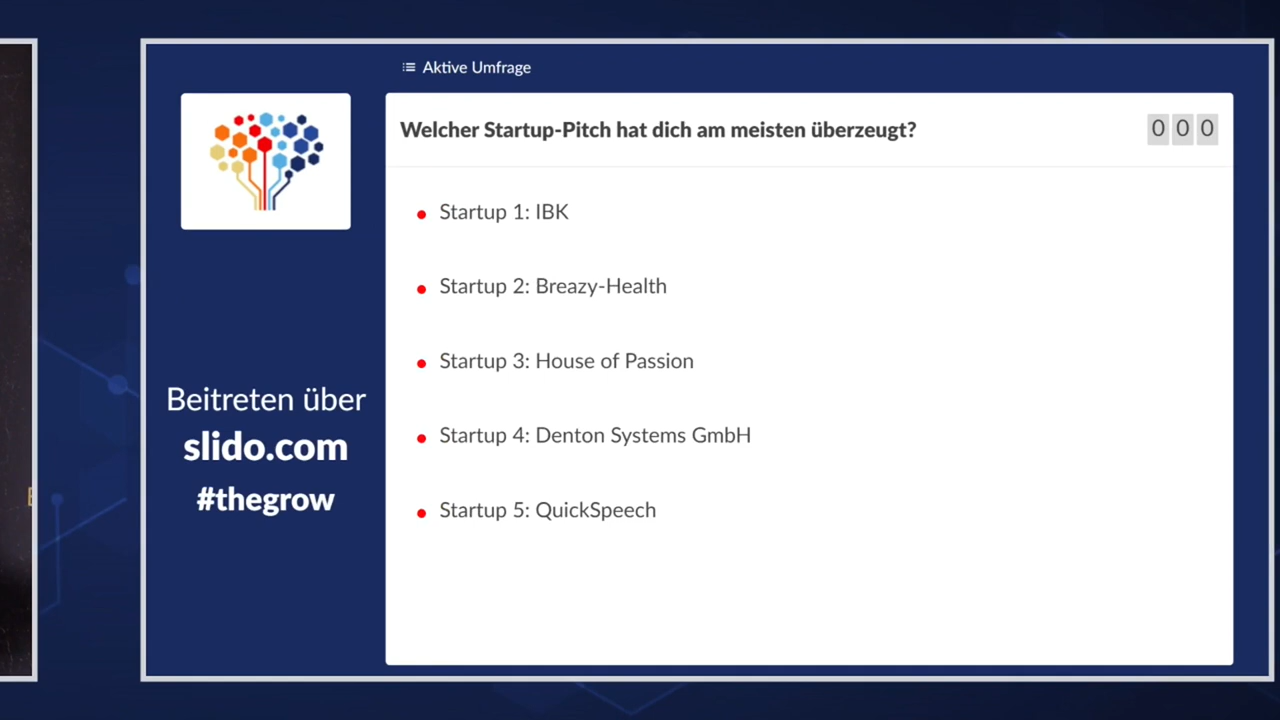 Aktive Umfrage
Welcher Startup-Pitch hat dich am meisten überzeugt?
0 0 0
Startup 1: IBK
Startup 2: Breazy-Health
Startup 3: House of Passion
Startup 4: Denton Systems GmbH
Startup 5: QuickSpeech
Beitreten über
slido.com
#thegrow